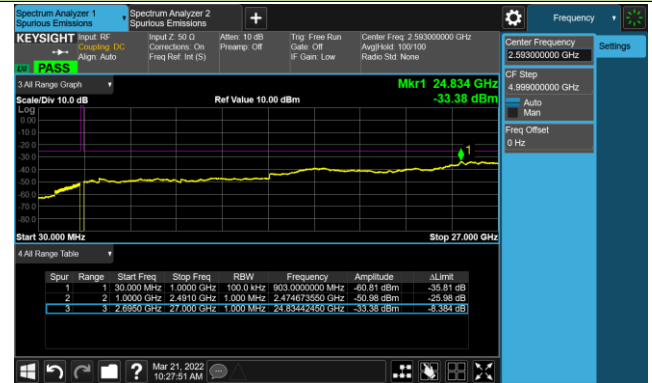 Spectrum Analyzer 1
Spurious Emissions
Spectrum Analyzer 2
Spurious Emissions
Frequency
KEYSIGHT
Input: RF
Coupling: DC
Align: Auto
Input Z: 50 Ω
Corrections: On
Freq Ref: Int (S)
Atten: 10 dB
Preamp: Off
Trig: Free Run
Gate: Off
IF Gain: Low
Center Freq: 2.593000000 GHz
Avg|Hold: 100/100
Radio Std: None
LXI PASS
Center Frequency
2.593000000 GHz
Settings
CF Step
4.999000000 GHz
Auto
Man
Freq Offset
0 Hz
3 All Range Graph
Mkr1 24.834 GHz
-33.38 dBm
Scale/Div 10.0 dB
Ref Value 10.00 dBm
Log
0.00
-10.0
-20.0
-30.0
-40.0
-50.0
-60.0
-70.0
-80.0
1
Start 30.000 MHz
Stop 27.000 GHz
4 All Range Table
Spur Range Start Freq Stop Freq RBW Frequency Amplitude ΔLimit
1 1 30.000 MHz 1.0000 GHz 100.0 kHz 903.0000000 MHz -60.81 dBm -35.81 dB
2 2 1.0000 GHz 2.4910 GHz 1.000 MHz 2.474673550 GHz -50.98 dBm -25.98 dB
3 3 2.6950 GHz 27.000 GHz 1.000 MHz 24.83442450 GHz -33.38 dBm -8.384 dB
?
Mar 21, 2022
10:27:51 AM